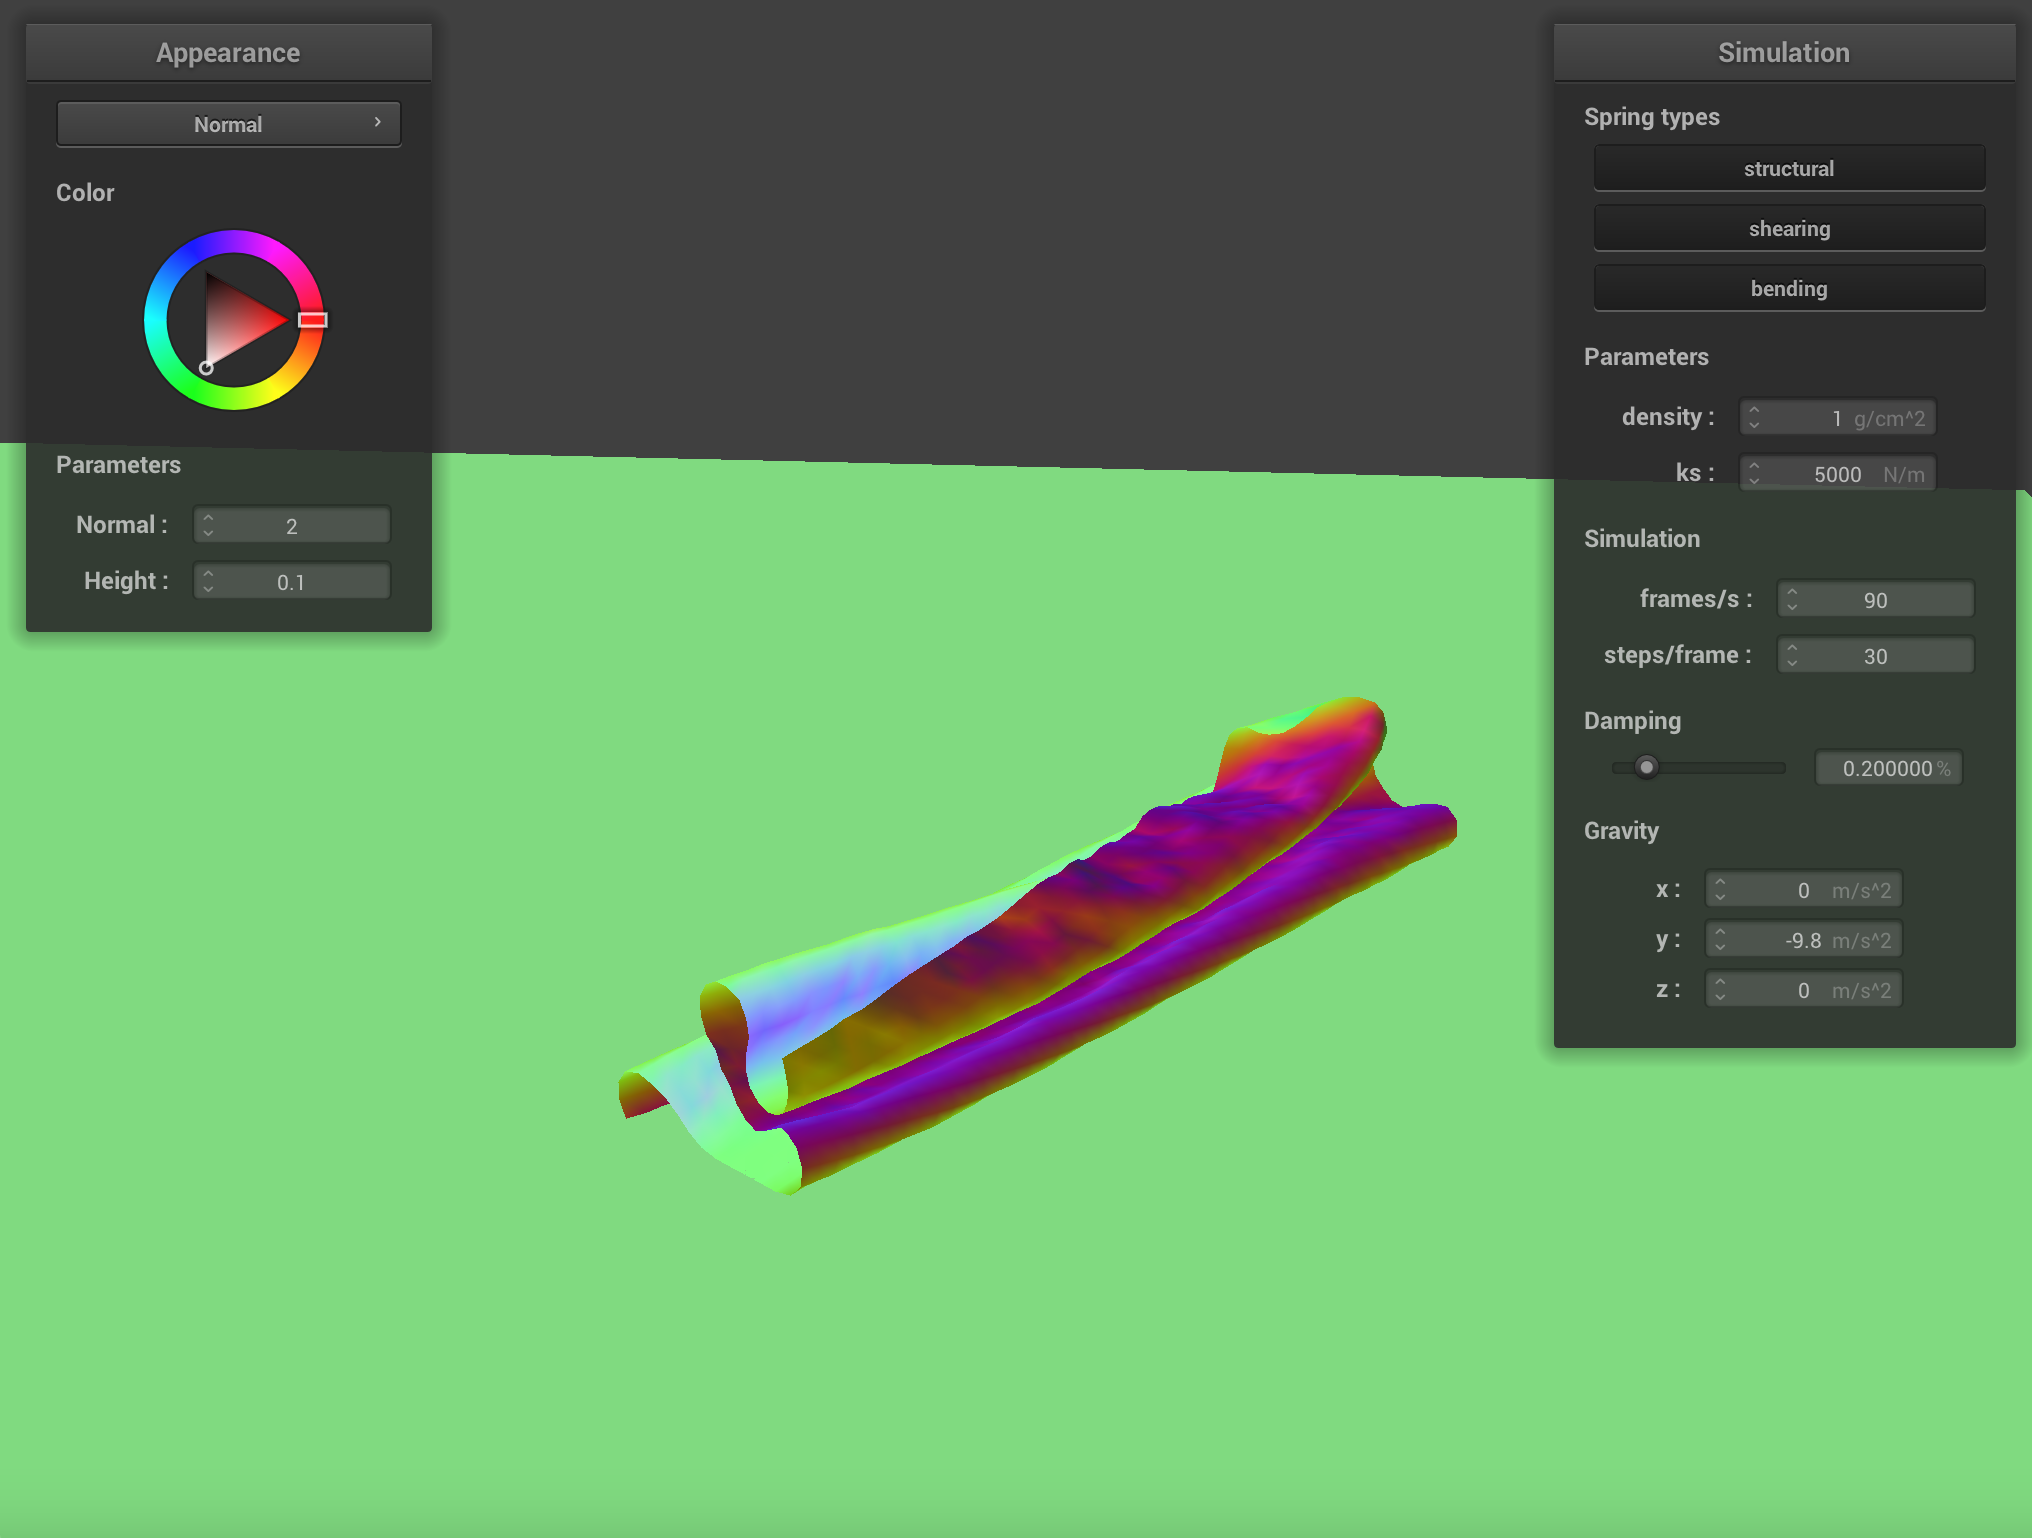 Appearance
Normal
Color
Parameters
Normal : 2
Height : 0.1
Simulation
Spring types
structural
shearing
bending
Parameters
density : 1 g/cm^2
ks : 5000 N/m
Simulation
frames/s : 90
steps/frame : 30
Damping
0.200000 %
Gravity
x : 0 m/s^2
y : -9.8 m/s^2
z : 0 m/s^2